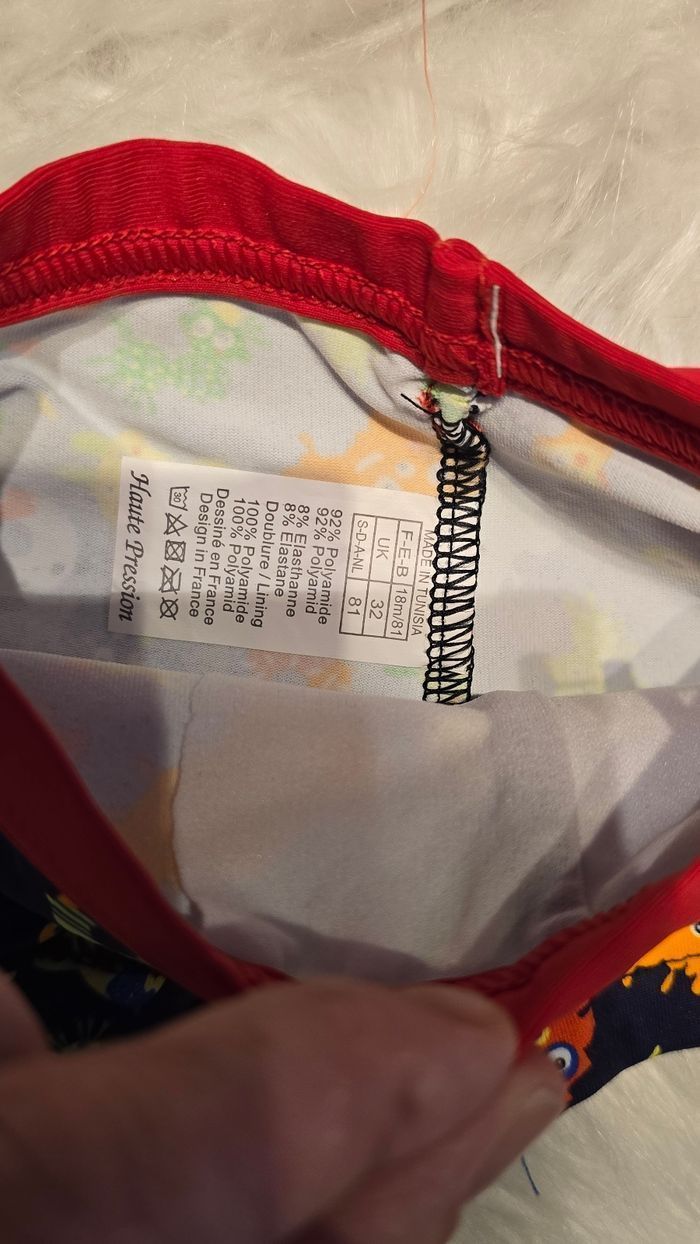 MADE IN TUNISIA
F-E-B 18m/81
UK 32
S-D-A-NL 81
92% Polyamide
92% Polyamid
8% Elasthanne
8% Elastane
Doublure / Lining
100% Polyamide
100% Polyamid
Dessiné en France
Design in France
30
Haute Pression